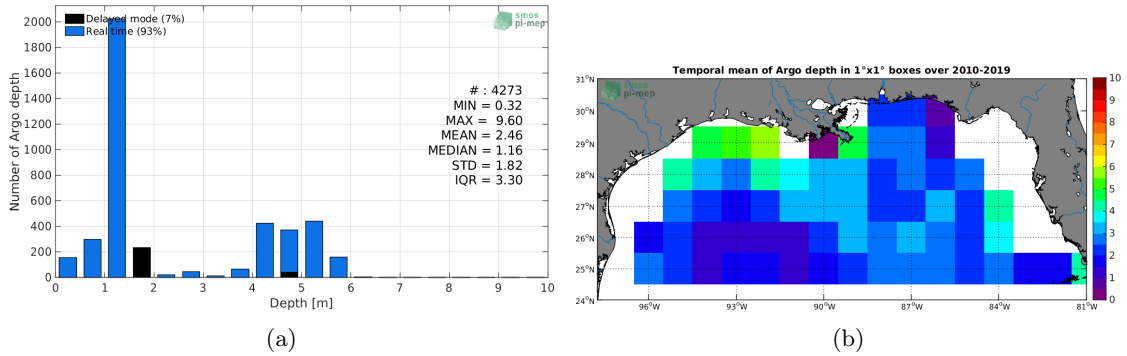 Delayed mode (7%)
Real time (93%)
smos
pi-mep
# : 4273
MIN = 0.32
MAX = 9.60
MEAN = 2.46
MEDIAN = 1.16
STD = 1.82
IQR = 3.30
Number of Argo depth
2000
1800
1600
1400
1200
1000
800
600
400
200
0
0 1 2 3 4 5 6 7 8 9 10
Depth [m]
(a)
Temporal mean of Argo depth in 1°x1° boxes over 2010-2019
smos
pi-mep
31°N
30°N
29°N
28°N
27°N
26°N
25°N
24°N
96°W 93°W 90°W 87°W 84°W 81°W
10
9
8
7
6
5
4
3
2
1
0
(b)